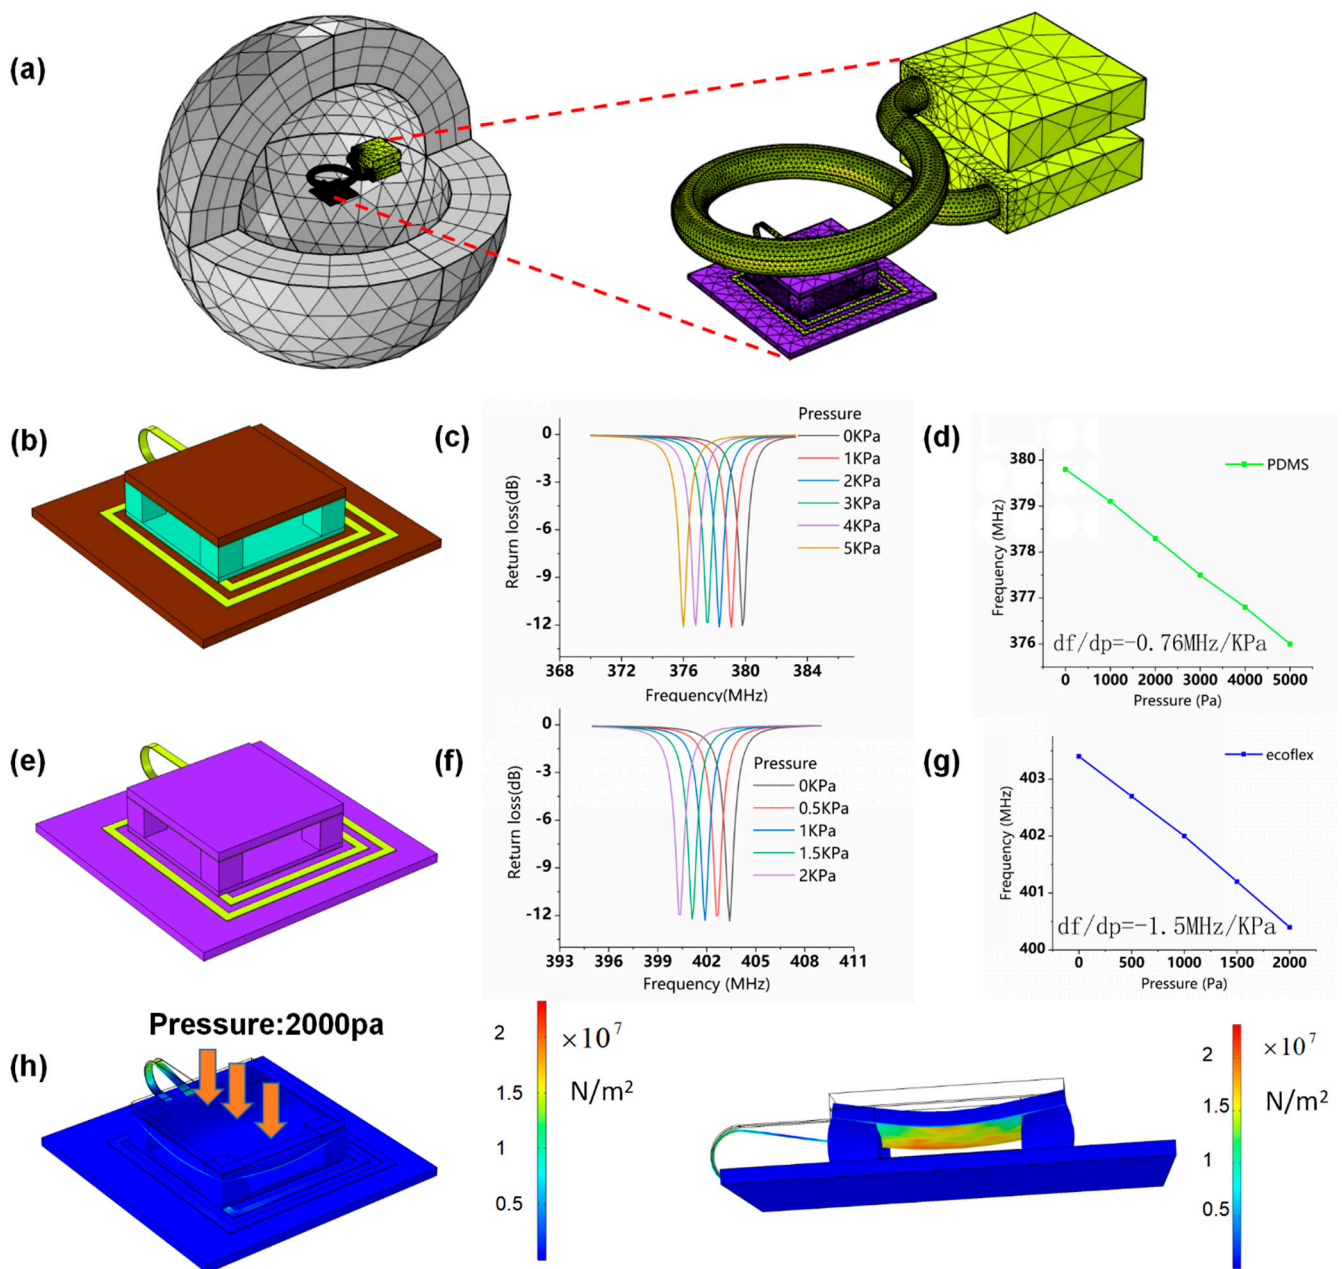 (a)
(b)
(c)
Pressure
0KPa
1KPa
2KPa
3KPa
4KPa
5KPa
0
-3
-6
-9
-12
Return loss(dB)
368 372 376 380 384
Frequency(MHz)
(d)
PDMS
380
379
378
377
376
Frequency (MHz)
df/dp=-0.76MHz/KPa
0 1000 2000 3000 4000 5000
Pressure (Pa)
(e)
(f)
Pressure
0KPa
0.5KPa
1KPa
1.5KPa
2KPa
0
-3
-6
-9
-12
Return loss(dB)
393 396 399 402 405 408 411
Frequency (MHz)
(g)
ecoflex
403
402
401
400
Frequency (MHz)
df/dp=-1.5MHz/KPa
0 500 1000 1500 2000
Pressure (Pa)
(h)
Pressure:2000pa
2
1.5
1
0.5
×10⁷
N/m²
2
1.5
1
0.5
×10⁷
N/m²